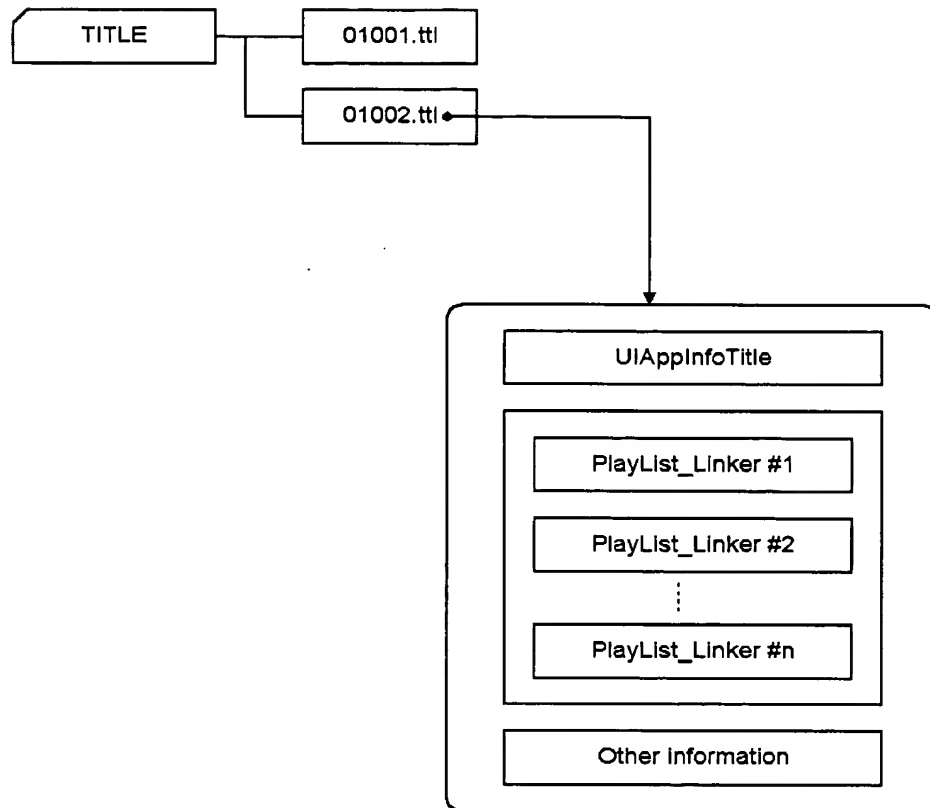 TITLE
01001.ttl
01002.ttl
UIAppInfoTitle
PlayList_Linker #1
PlayList_Linker #2
PlayList_Linker #n
Other information